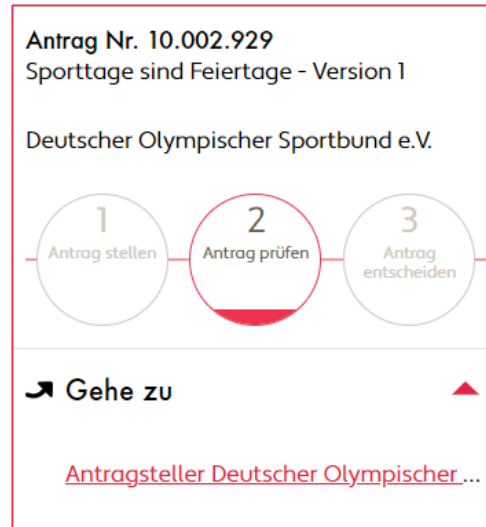 Antrag Nr. 10.002.929
Sporttage sind Feiertage - Version 1
Deutscher Olympischer Sportbund e.V.
1
Antrag stellen
2
Antrag prüfen
3
Antrag
entscheiden
Gehe zu
Antragsteller Deutscher Olympischer ...